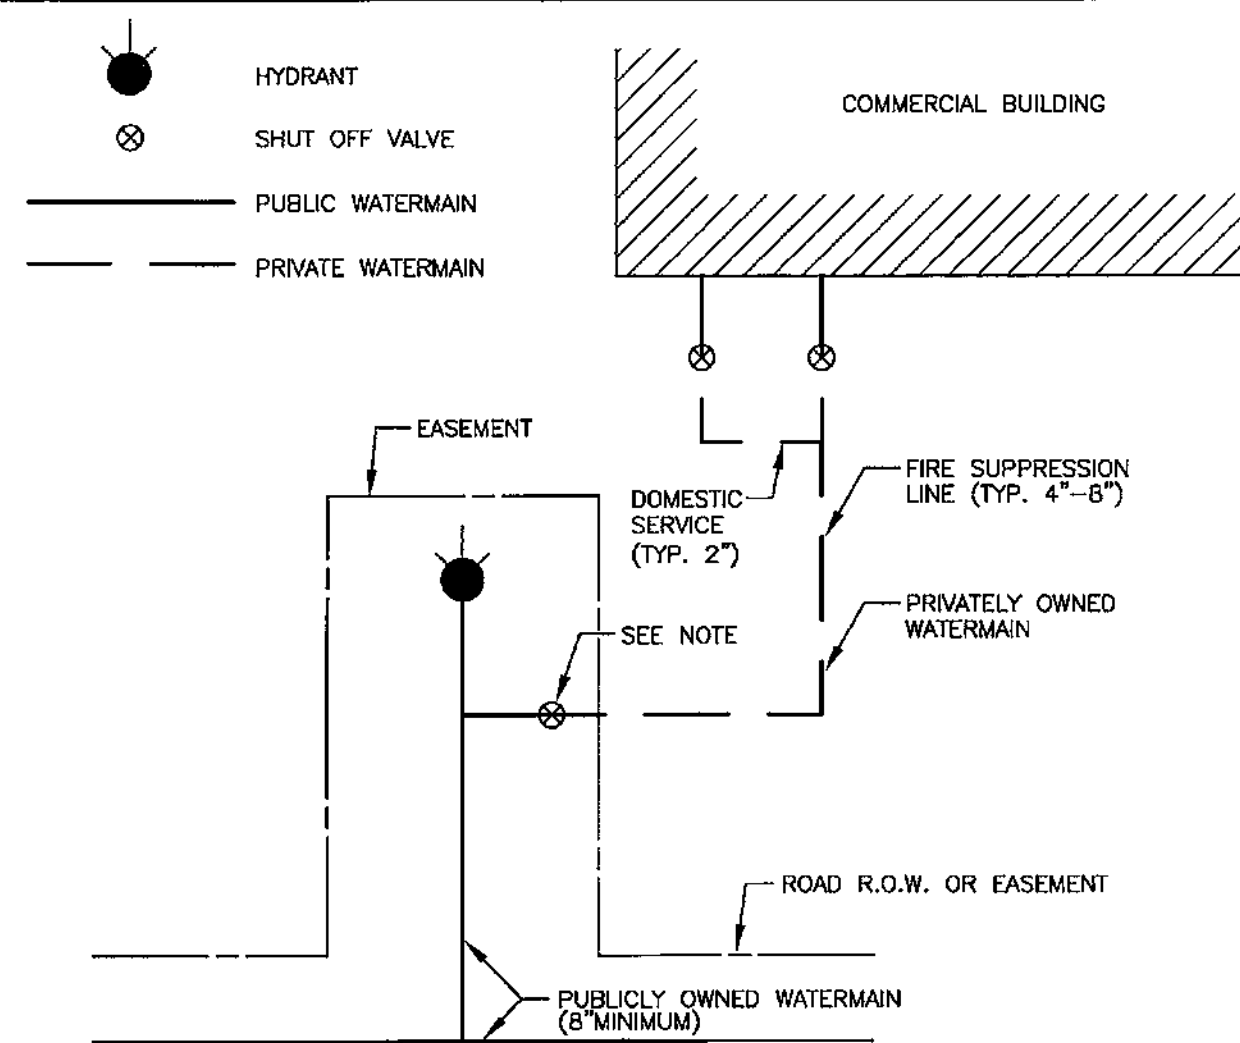 HYDRANT
SHUT OFF VALVE
PUBLIC WATERMAIN
PRIVATE WATERMAIN
COMMERCIAL BUILDING
EASEMENT
DOMESTIC
SERVICE
(TYP. 2")
FIRE SUPPRESSION
LINE (TYP. 4"-8")
SEE NOTE
PRIVATELY OWNED
WATERMAIN
ROAD R.O.W. OR EASEMENT
PUBLICLY OWNED WATERMAIN
(8"MINIMUM)